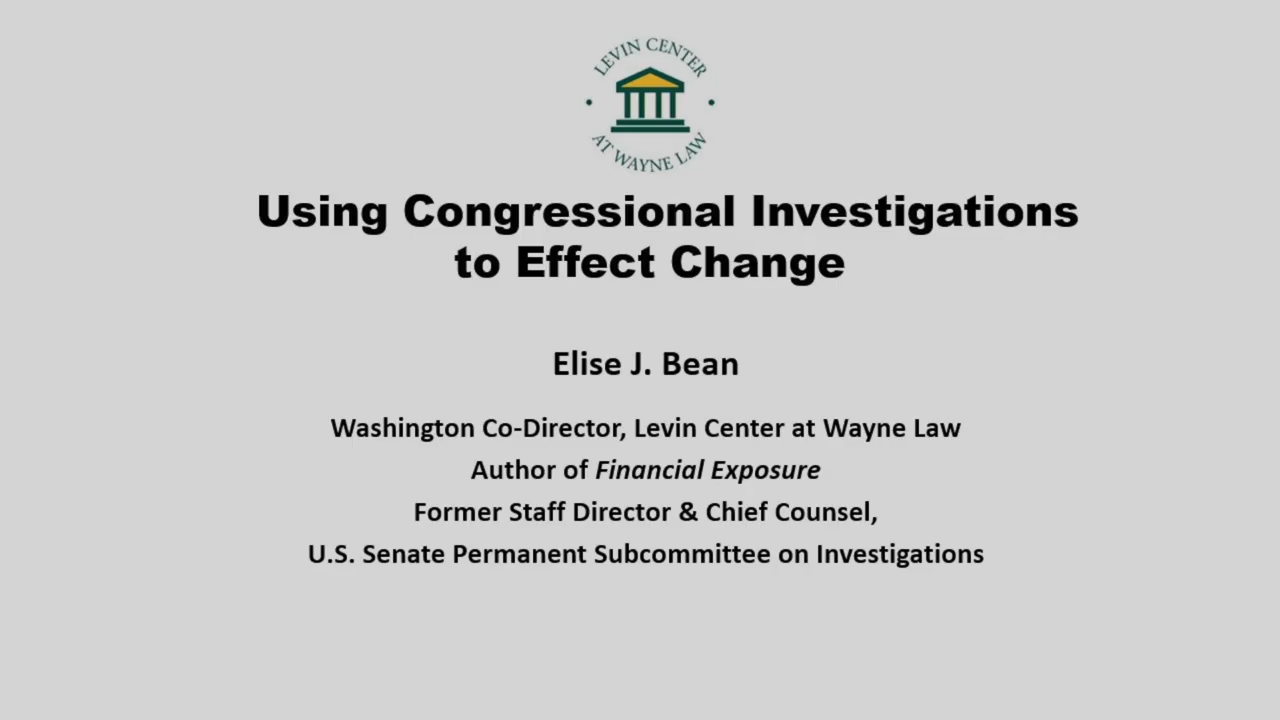 LEVIN CENTER
AT WAYNE LAW
Using Congressional Investigations
to Effect Change
Elise J. Bean
Washington Co-Director, Levin Center at Wayne Law
Author of Financial Exposure
Former Staff Director & Chief Counsel,
U.S. Senate Permanent Subcommittee on Investigations